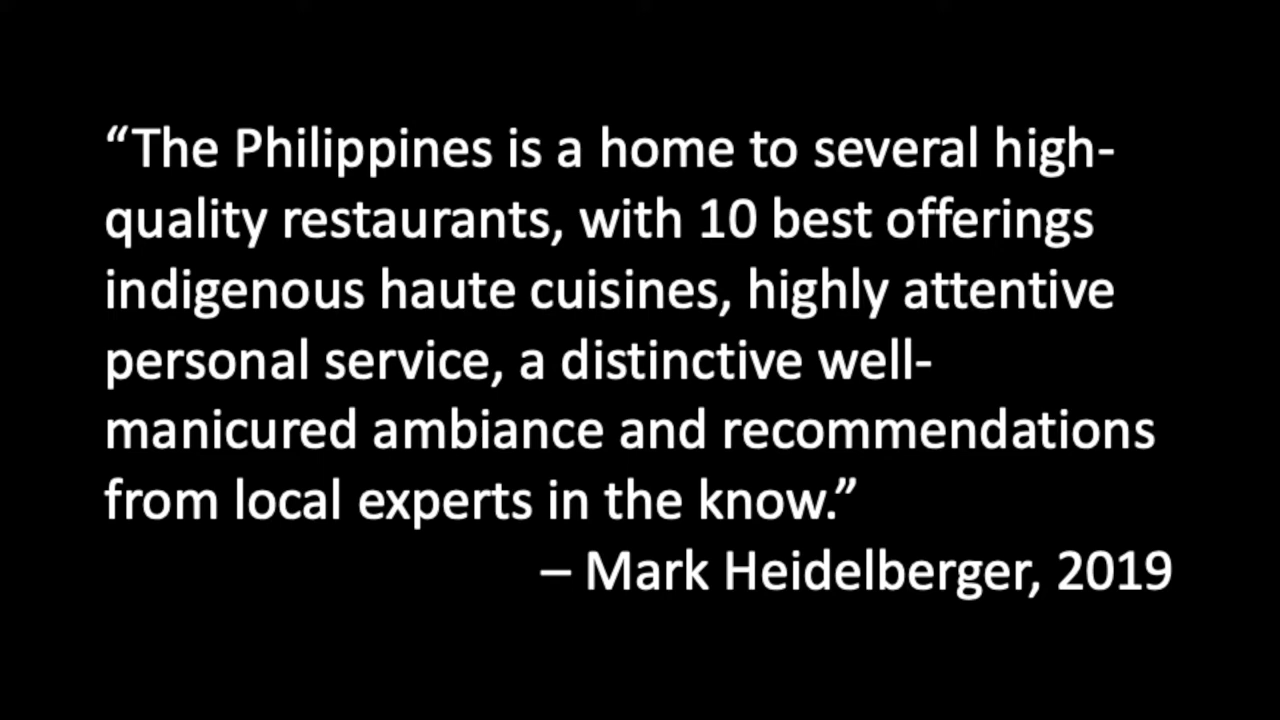 “The Philippines is a home to several high-
quality restaurants, with 10 best offerings
indigenous haute cuisines, highly attentive
personal service, a distinctive well-
manicured ambiance and recommendations
from local experts in the know.”
– Mark Heidelberger, 2019